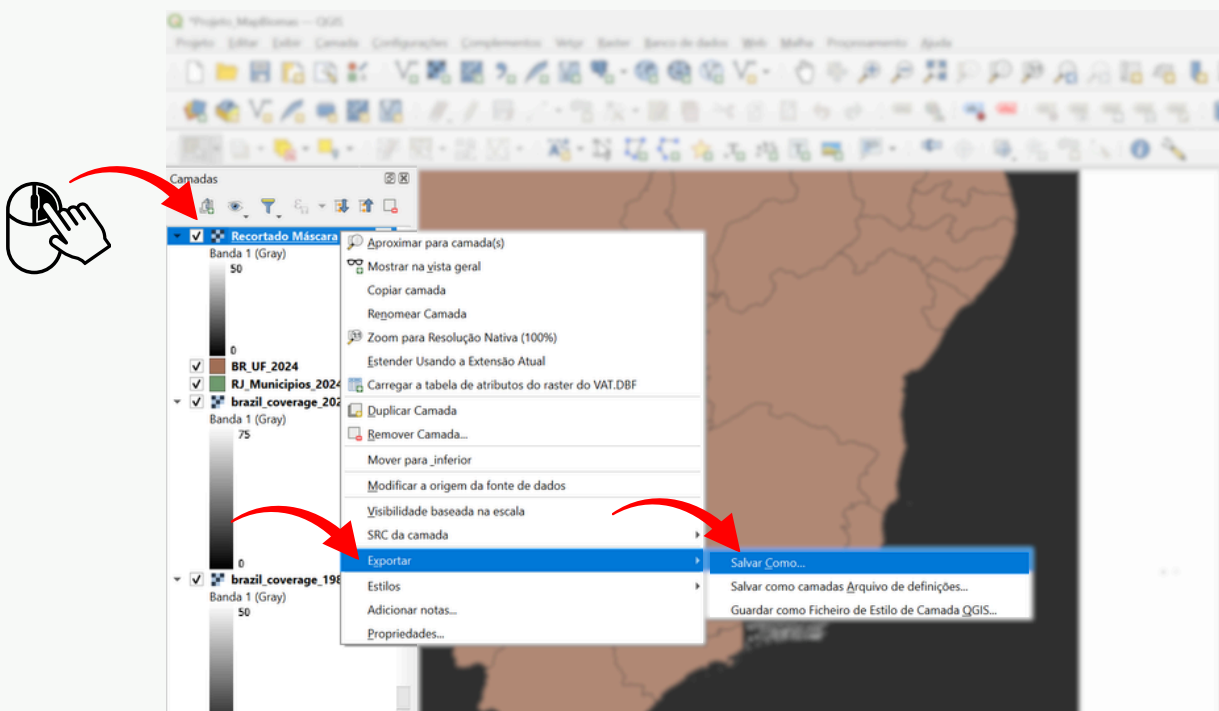 *Projeto_MapBiomas — QGIS
Projeto Editar Exibir Camada Configurações Complementos Vetor Raster Banco de dados Web Malha Processamento Ajuda
Camadas
Recortado Máscara
Banda 1 (Gray)
50
0
BR_UF_2024
RJ_Municipios_2024
brazil_coverage_202
Banda 1 (Gray)
75
0
brazil_coverage_198
Banda 1 (Gray)
50
Aproximar para camada(s)
Mostrar na vista geral
Copiar camada
Renomear Camada
Zoom para Resolução Nativa (100%)
Estender Usando a Extensão Atual
Carregar a tabela de atributos do raster do VAT.DBF
Duplicar Camada
Remover Camada...
Mover para _inferior
Modificar a origem da fonte de dados
Visibilidade baseada na escala
SRC da camada
Exportar
Estilos
Adicionar notas...
Propriedades...
Salvar Como...
Salvar como camadas Arquivo de definições...
Guardar como Ficheiro de Estilo de Camada QGIS...